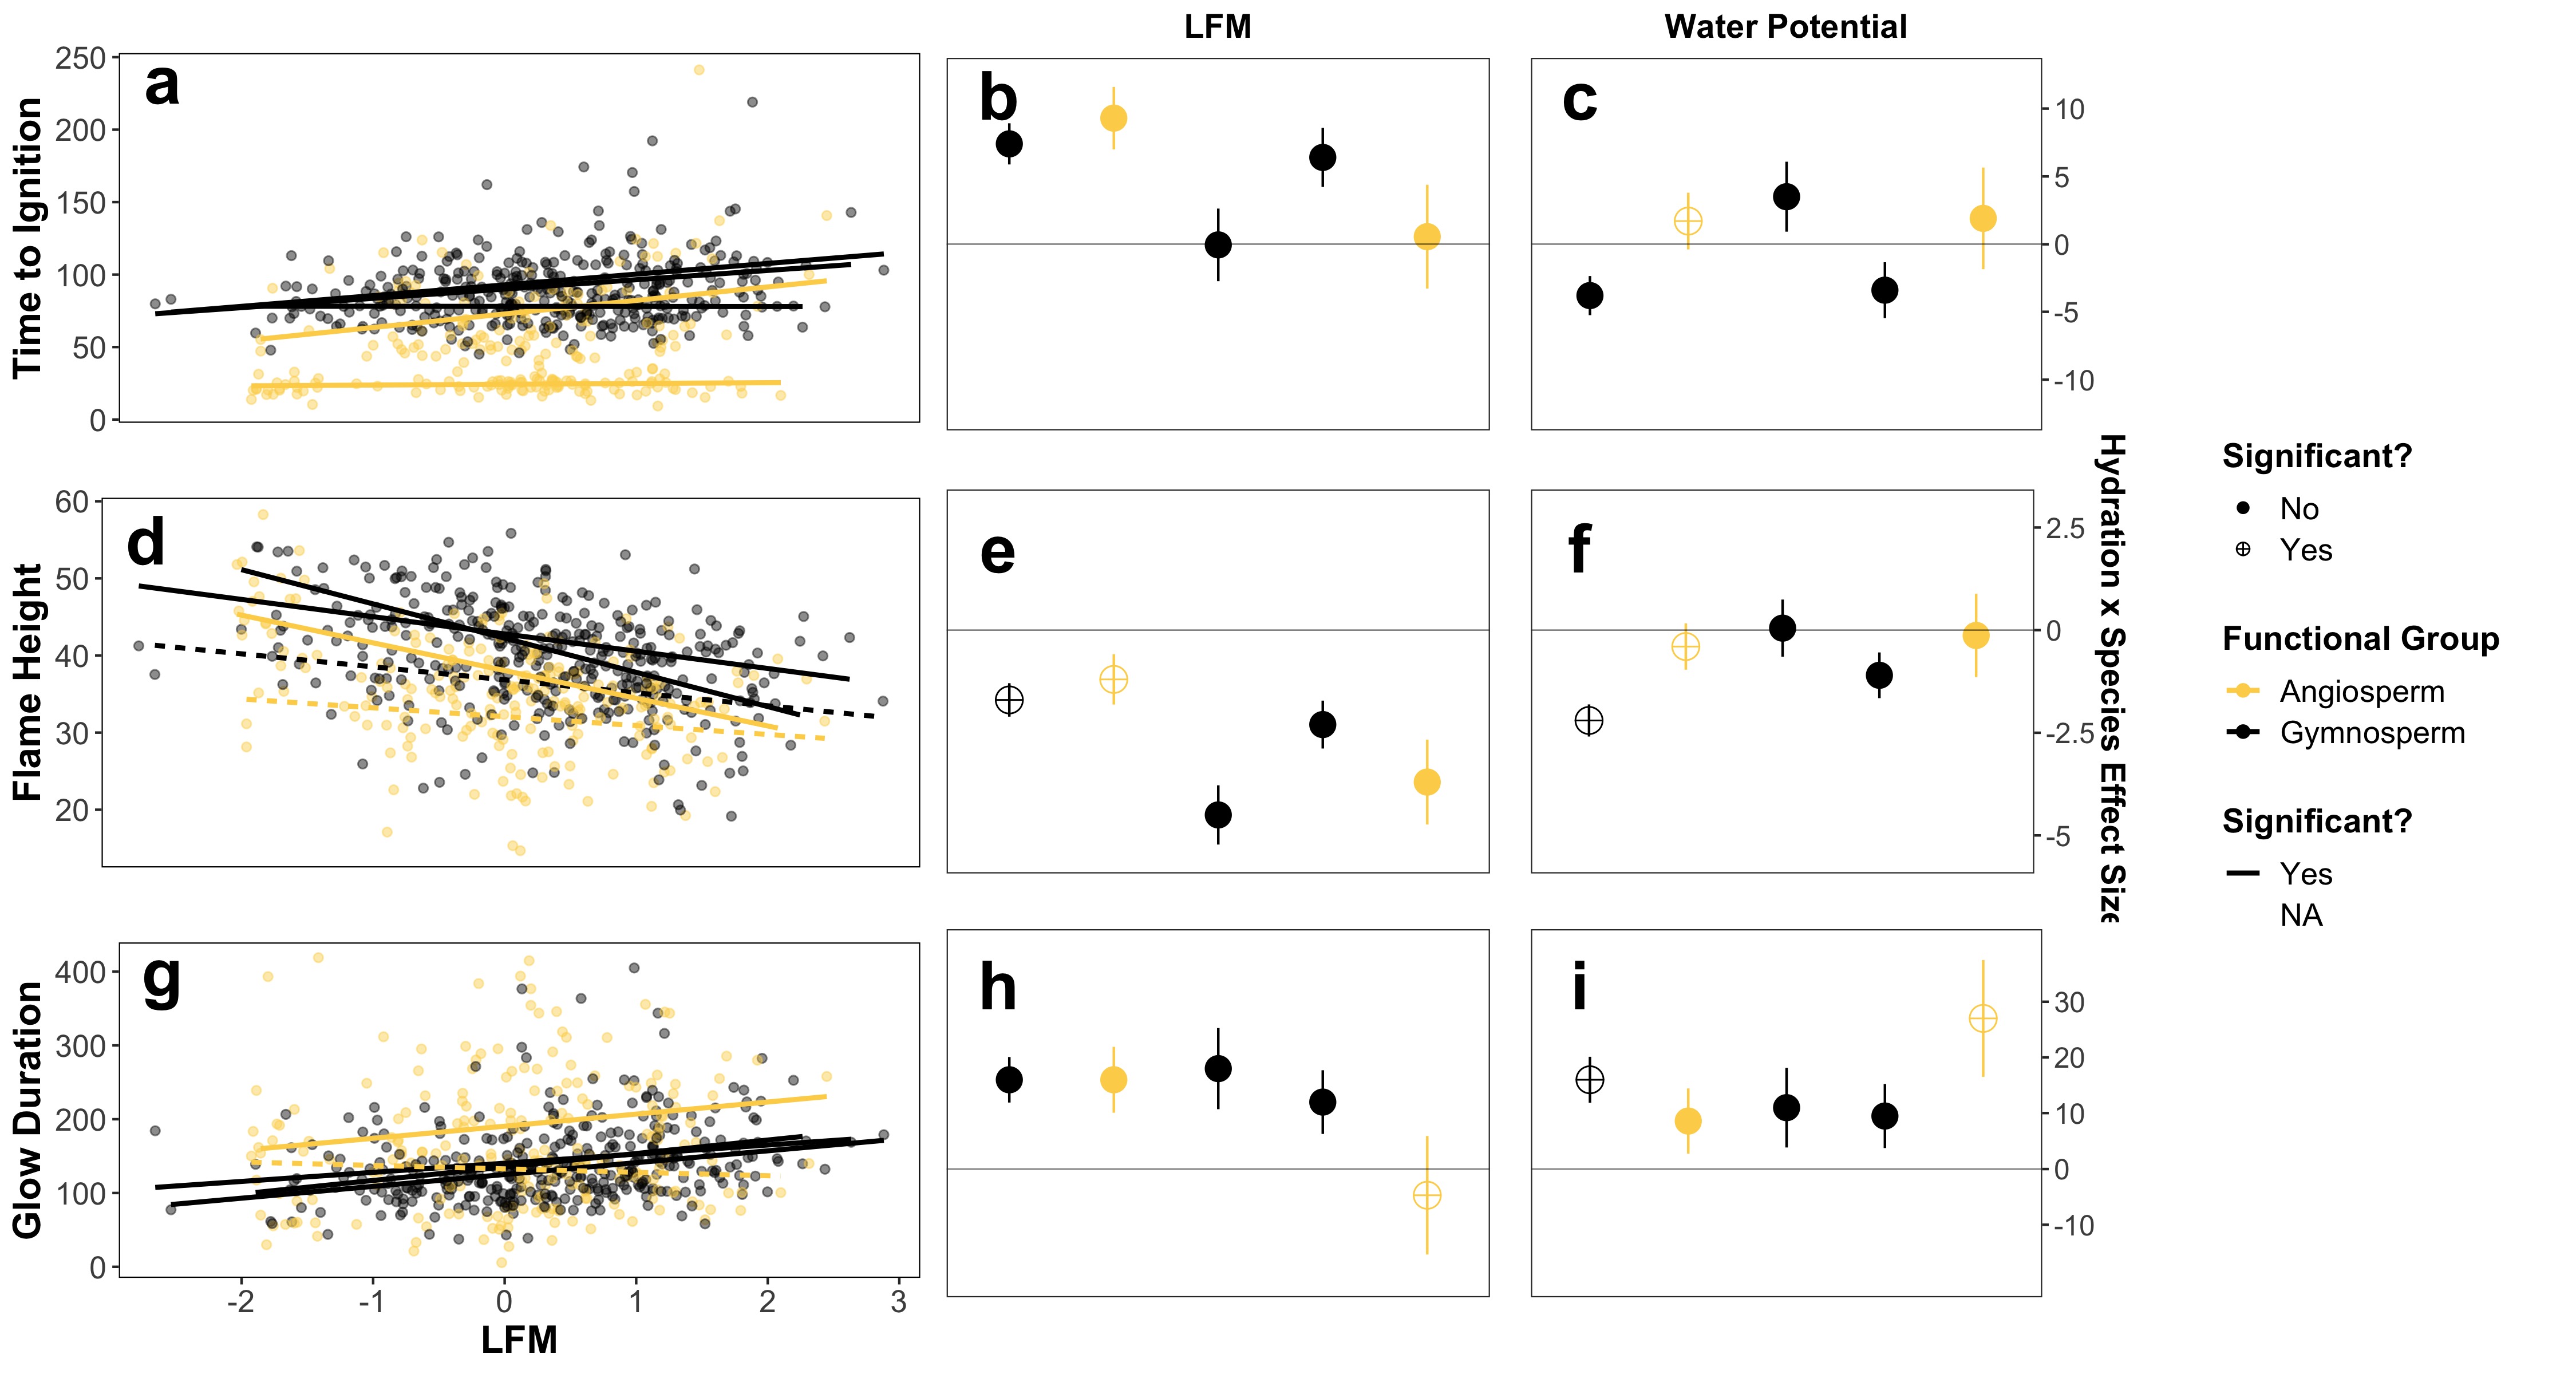 LFM
Water Potential
a
b
c
Time to Ignition
250
200
150
100
50
0
10
5
0
-5
-10
d
e
f
Flame Height
60
50
40
30
20
2.5
0
-2.5
-5
Hydration x Species Effect Size
g
h
i
Glow Duration
400
300
200
100
0
30
20
10
0
-10
-2 -1 0 1 2 3
LFM
Significant?
No
Yes
Functional Group
Angiosperm
Gymnosperm
Significant?
Yes
NA